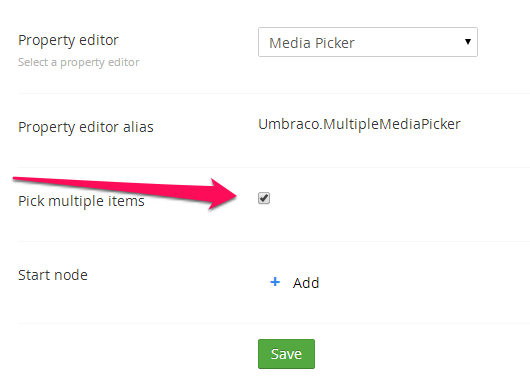 Property editor
Media Picker
Select a property editor
Property editor alias
Umbraco.MultipleMediaPicker
Pick multiple items
Start node
+ Add
Save